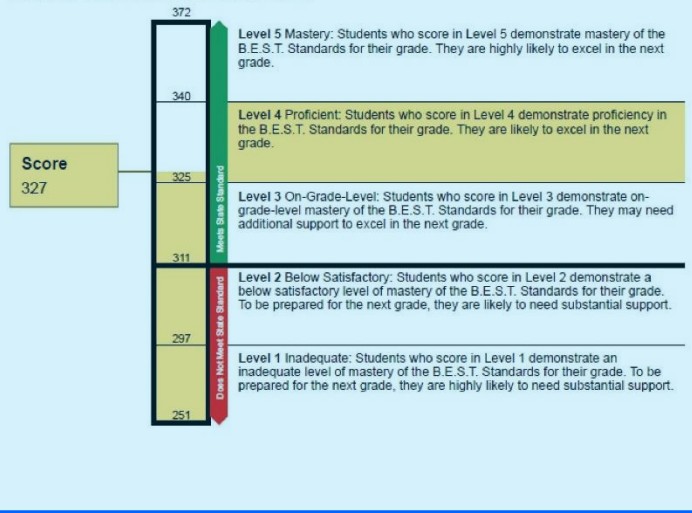 372
Level 5 Mastery: Students who score in Level 5 demonstrate mastery of the
B.E.S.T. Standards for their grade. They are highly likely to excel in the next
grade.
340
Level 4 Proficient: Students who score in Level 4 demonstrate proficiency in
the B.E.S.T. Standards for their grade. They are likely to excel in the next
grade.
Score
327
325
Meets State Standard
Level 3 On-Grade-Level: Students who score in Level 3 demonstrate on-
grade-level mastery of the B.E.S.T. Standards for their grade. They may need
additional support to excel in the next grade.
311
Level 2 Below Satisfactory: Students who score in Level 2 demonstrate a
below satisfactory level of mastery of the B.E.S.T. Standards for their grade.
To be prepared for the next grade, they are likely to need substantial support.
Does Not Meet State Standard
297
Level 1 Inadequate: Students who score in Level 1 demonstrate an
inadequate level of mastery of the B.E.S.T. Standards for their grade. To be
prepared for the next grade, they are highly likely to need substantial support.
251